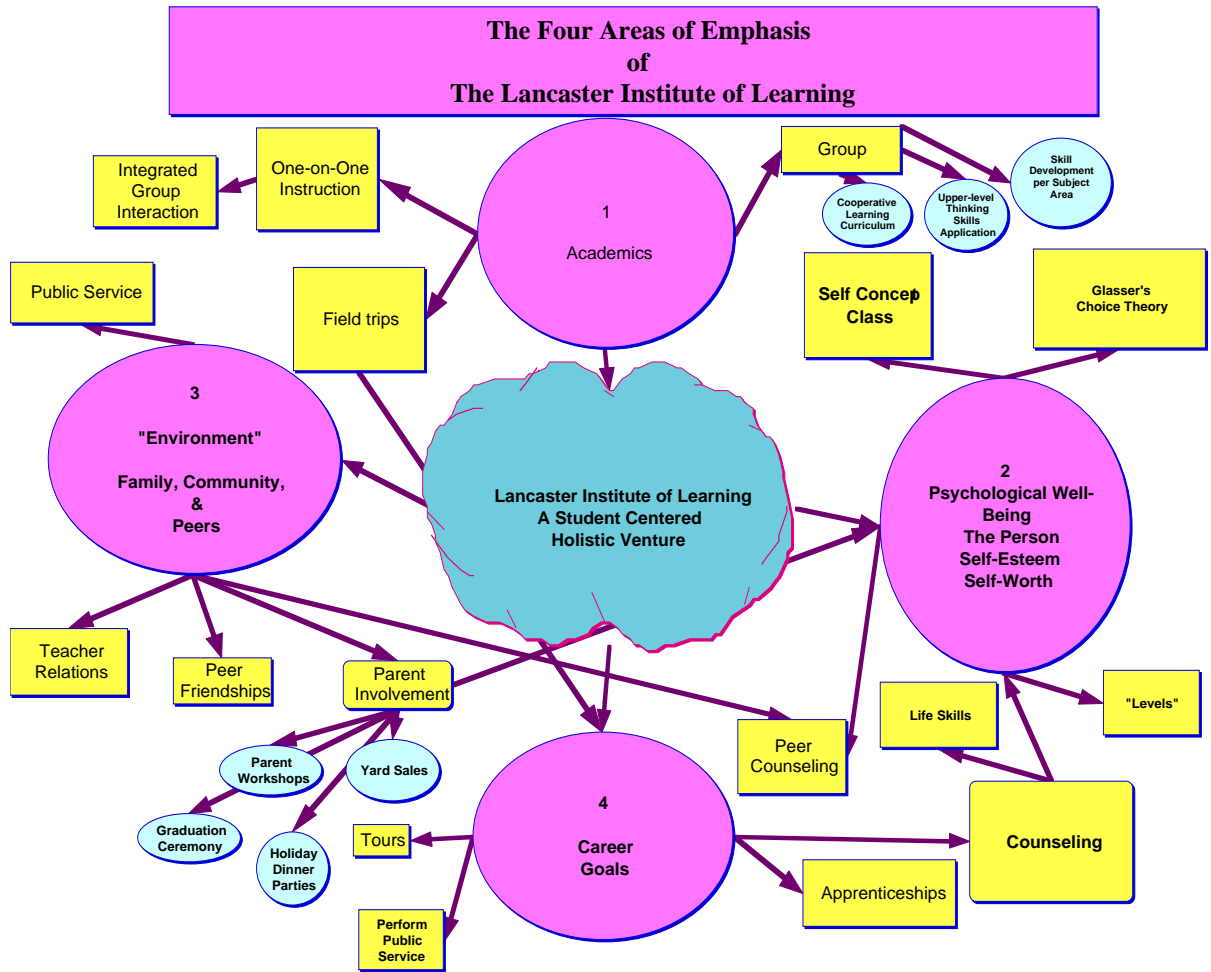 The Four Areas of Emphasis
of
The Lancaster Institute of Learning
Integrated
Group
Interaction
One-on-One
Instruction
1
Academics
Group
Cooperative
Learning
Curriculum
Upper-level
Thinking
Skills
Application
Skill
Development
per Subject
Area
Public Service
Field trips
Self Concept
Class
Glasser's
Choice Theory
3
"Environment"
Family, Community,
&
Peers
Lancaster Institute of Learning
A Student Centered
Holistic Venture
2
Psychological Well-
Being
The Person
Self-Esteem
Self-Worth
Teacher
Relations
Peer
Friendships
Parent
Involvement
Parent
Workshops
Yard Sales
Graduation
Ceremony
Holiday
Dinner
Parties
Peer
Counseling
Life Skills
"Levels"
4
Career
Goals
Tours
Perform
Public
Service
Apprenticeships
Counseling